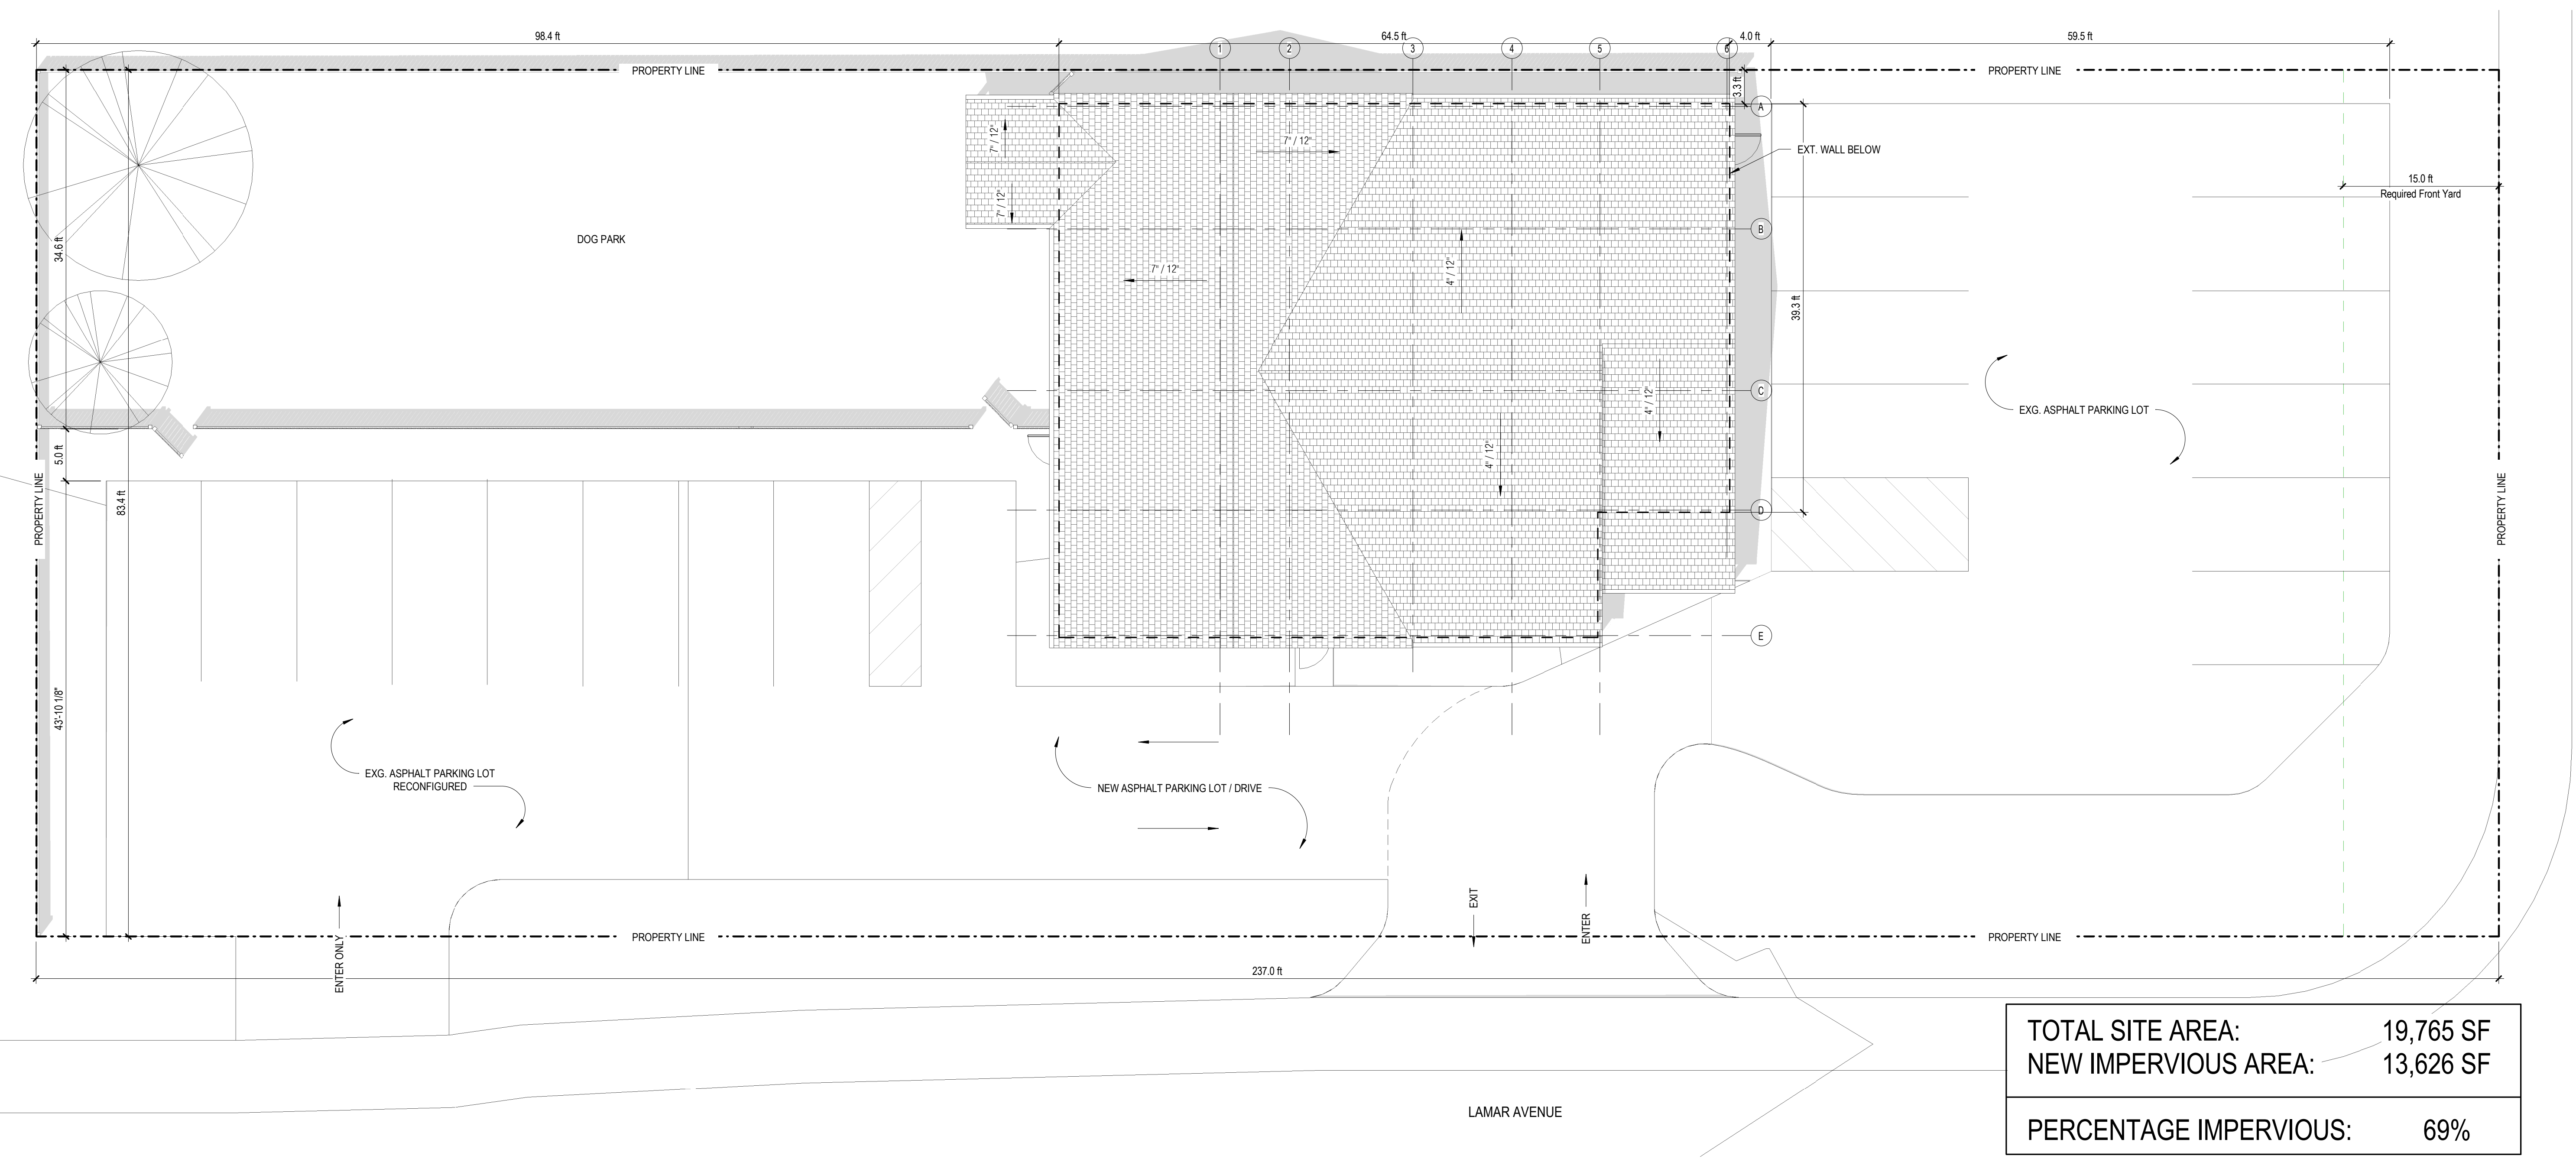 98.4 ft
64.5 ft
4.0 ft
59.5 ft
1
2
3
4
5
6
PROPERTY LINE
PROPERTY LINE
3.3 ft
A
7" / 12"
7" / 12"
EXT. WALL BELOW
15.0 ft
Required Front Yard
7" / 12"
B
DOG PARK
34.6 ft
7" / 12"
4" / 12"
39.3 ft
C
4" / 12"
EXG. ASPHALT PARKING LOT
5.0 ft
4" / 12"
83.4 ft
PROPERTY LINE
D
PROPERTY LINE
E
43'-10 1/8"
EXG. ASPHALT PARKING LOT
RECONFIGURED
NEW ASPHALT PARKING LOT / DRIVE
EXIT
ENTER
ENTER ONLY
PROPERTY LINE
PROPERTY LINE
237.0 ft
TOTAL SITE AREA: 19,765 SF
NEW IMPERVIOUS AREA: 13,626 SF
LAMAR AVENUE
PERCENTAGE IMPERVIOUS: 69%